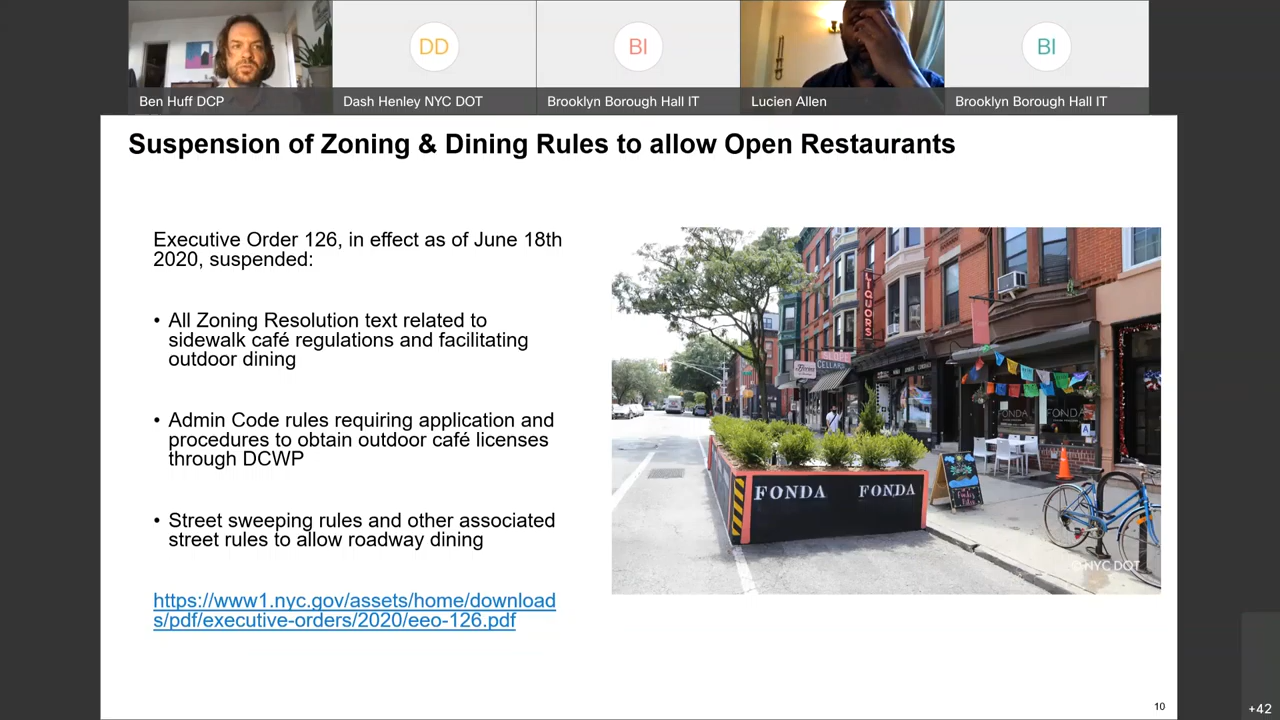 DD
BI
BI
Ben Huff DCP
Dash Henley NYC DOT
Brooklyn Borough Hall IT
Lucien Allen
Brooklyn Borough Hall IT
Suspension of Zoning & Dining Rules to allow Open Restaurants
Executive Order 126, in effect as of June 18th
2020, suspended:
• All Zoning Resolution text related to
sidewalk café regulations and facilitating
outdoor dining
• Admin Code rules requiring application and
procedures to obtain outdoor café licenses
through DCWP
• Street sweeping rules and other associated
street rules to allow roadway dining
https://www1.nyc.gov/assets/home/download
s/pdf/executive-orders/2020/eeo-126.pdf
LIQUORS
SLOPE
CELLARS
FONDA
FONDA
A
FONDA
FONDA
© NYC DOT
10
+42